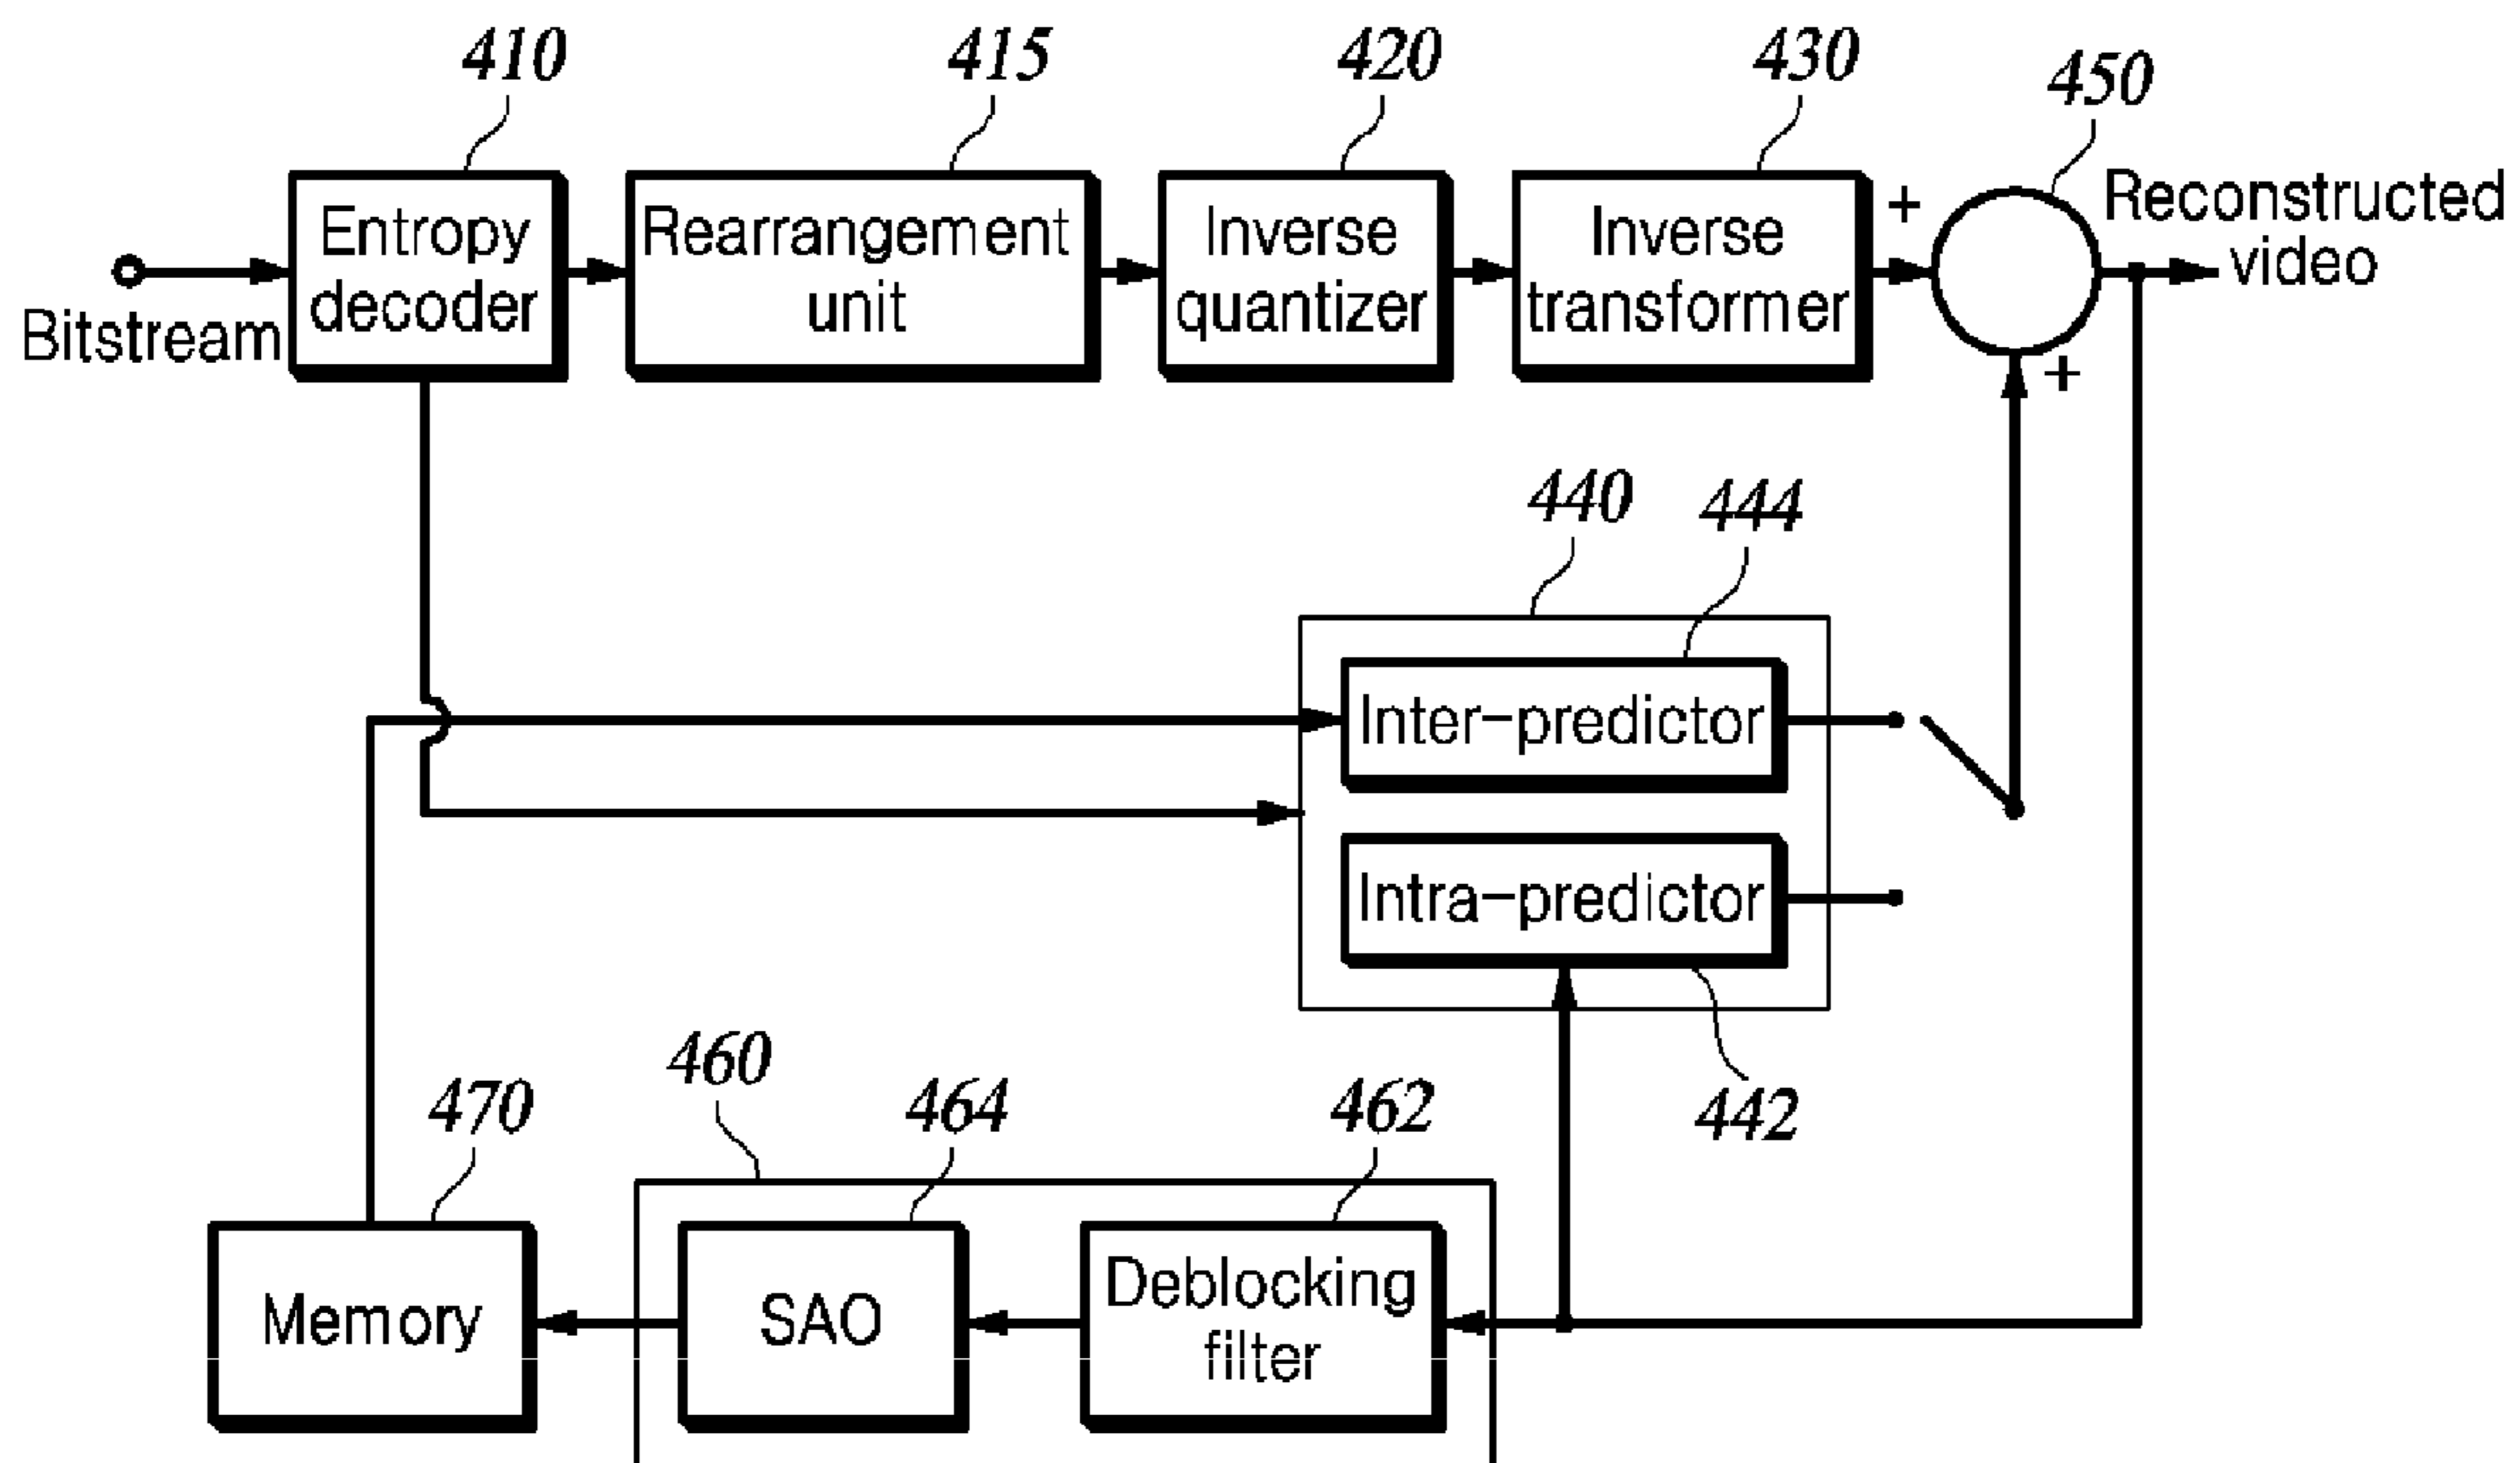 410
415
420
430
450
Entropy
decoder
Rearrangement
unit
Inverse
quantizer
Inverse
transformer
+
Reconstructed
video
Bitstream
+
440
444
Inter-predictor
Intra-predictor
442
460
470
464
462
Memory
SAO
Deblocking
filter